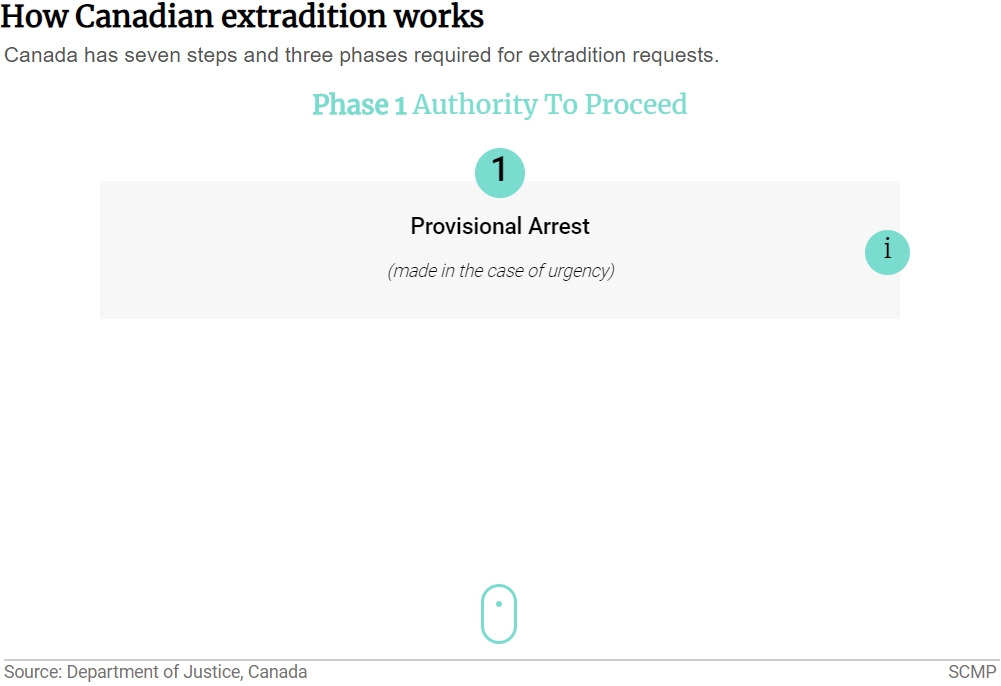 How Canadian extradition works
Canada has seven steps and three phases required for extradition requests.
Phase 1 Authority To Proceed
1
Provisional Arrest
i
(made in the case of urgency)
Source: Department of Justice, Canada
SCMP